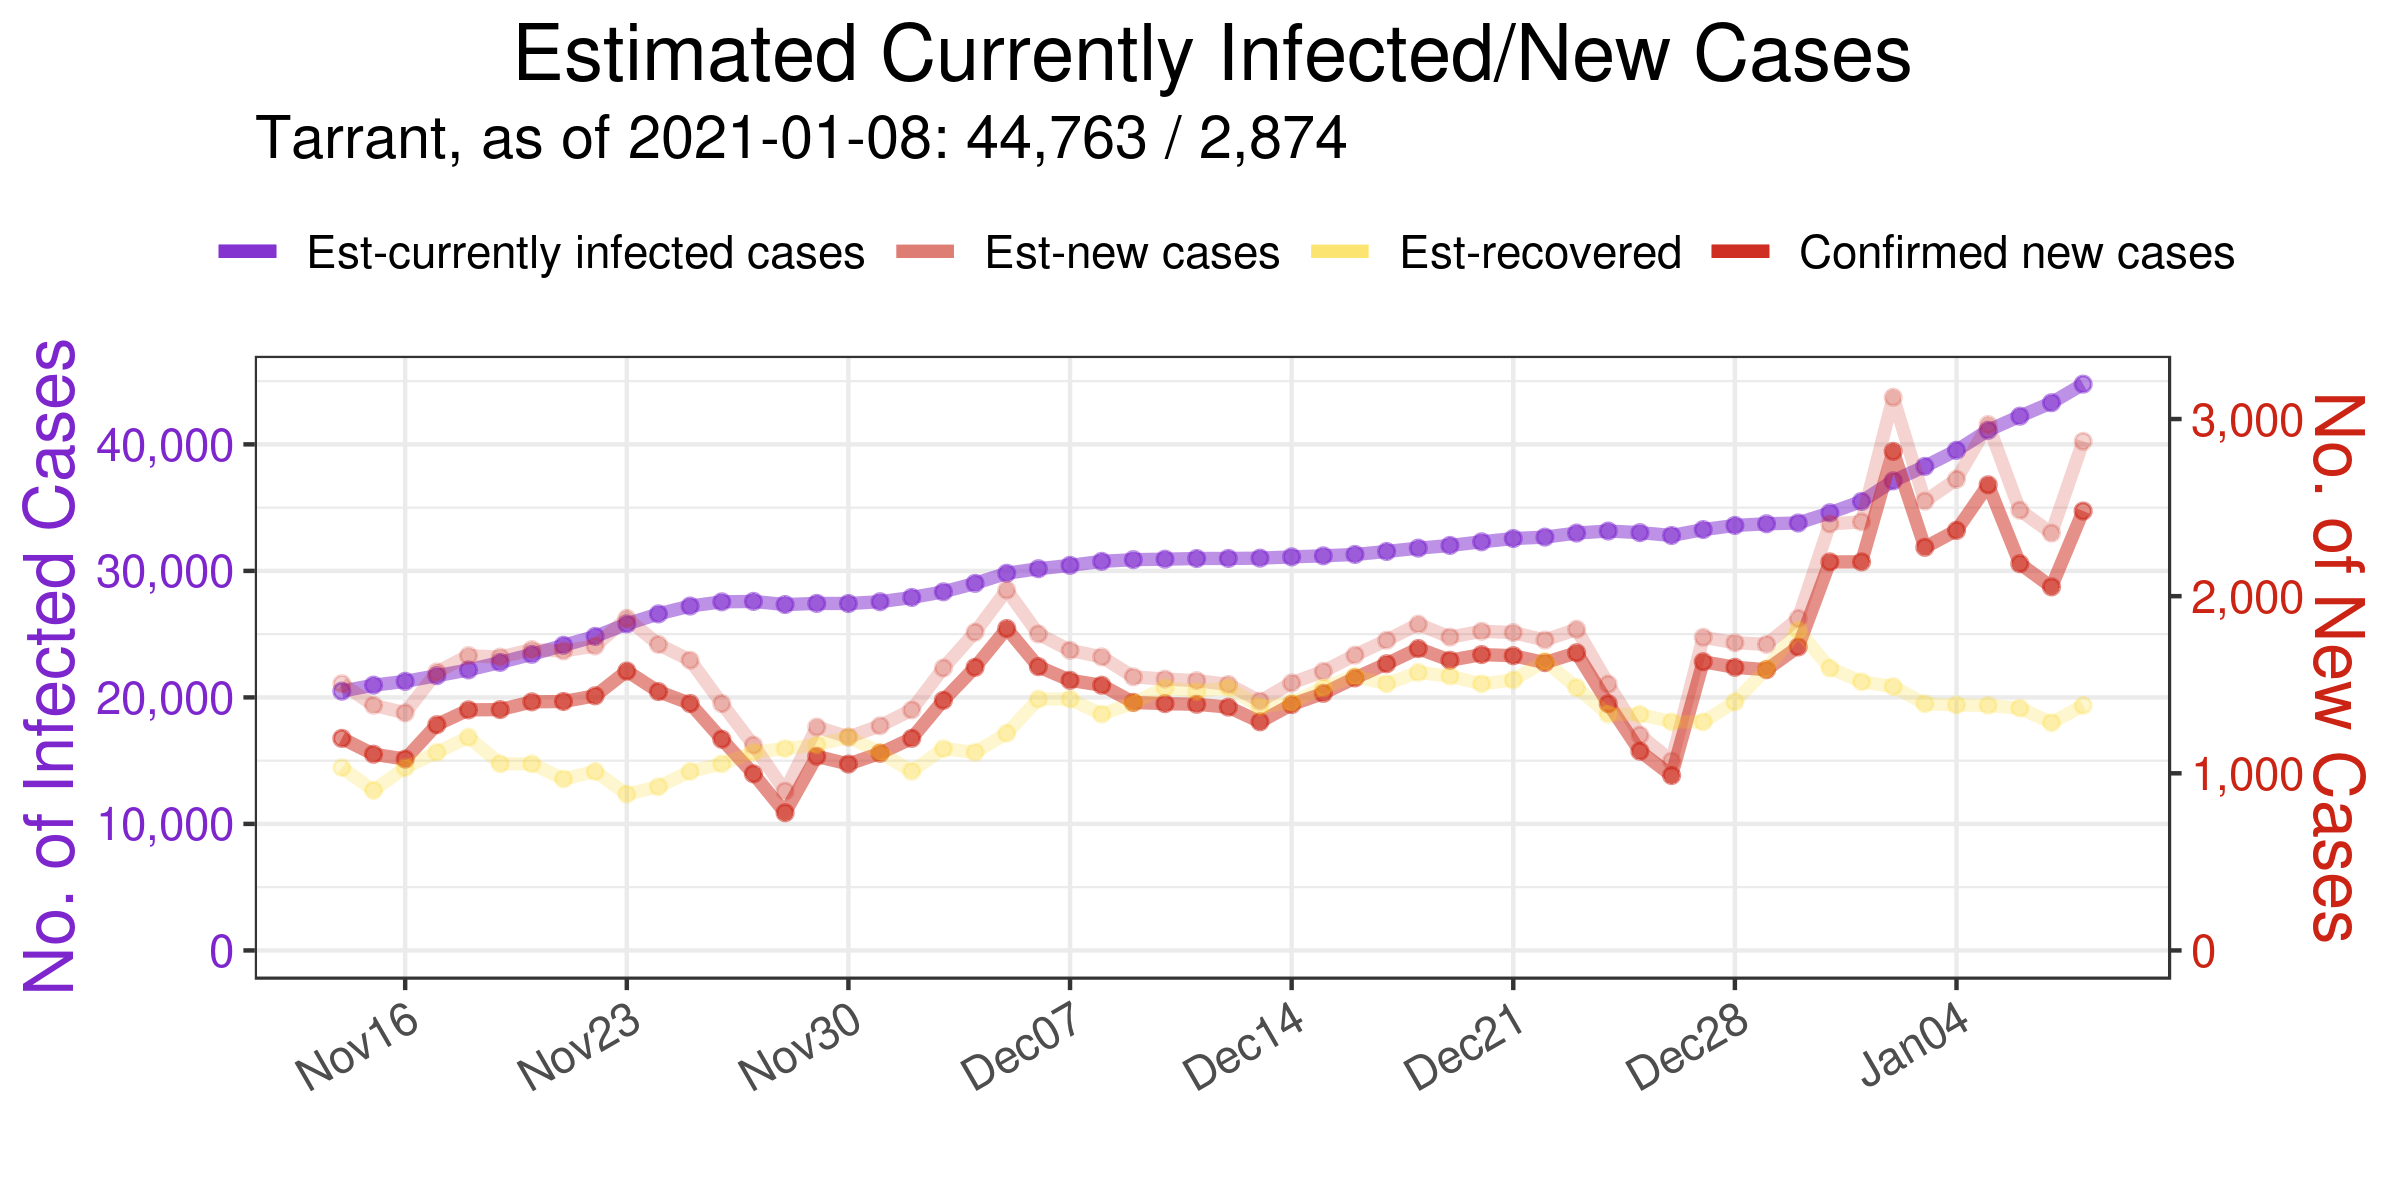 Estimated Currently Infected/New Cases
Tarrant, as of 2021-01-08: 44,763 / 2,874
Est-currently infected cases Est-new cases Est-recovered Confirmed new cases
No. of Infected Cases
40,000
30,000
20,000
10,000
0
3,000
2,000
1,000
0
No. of New Cases
Nov16 Nov23 Nov30 Dec07 Dec14 Dec21 Dec28 Jan04